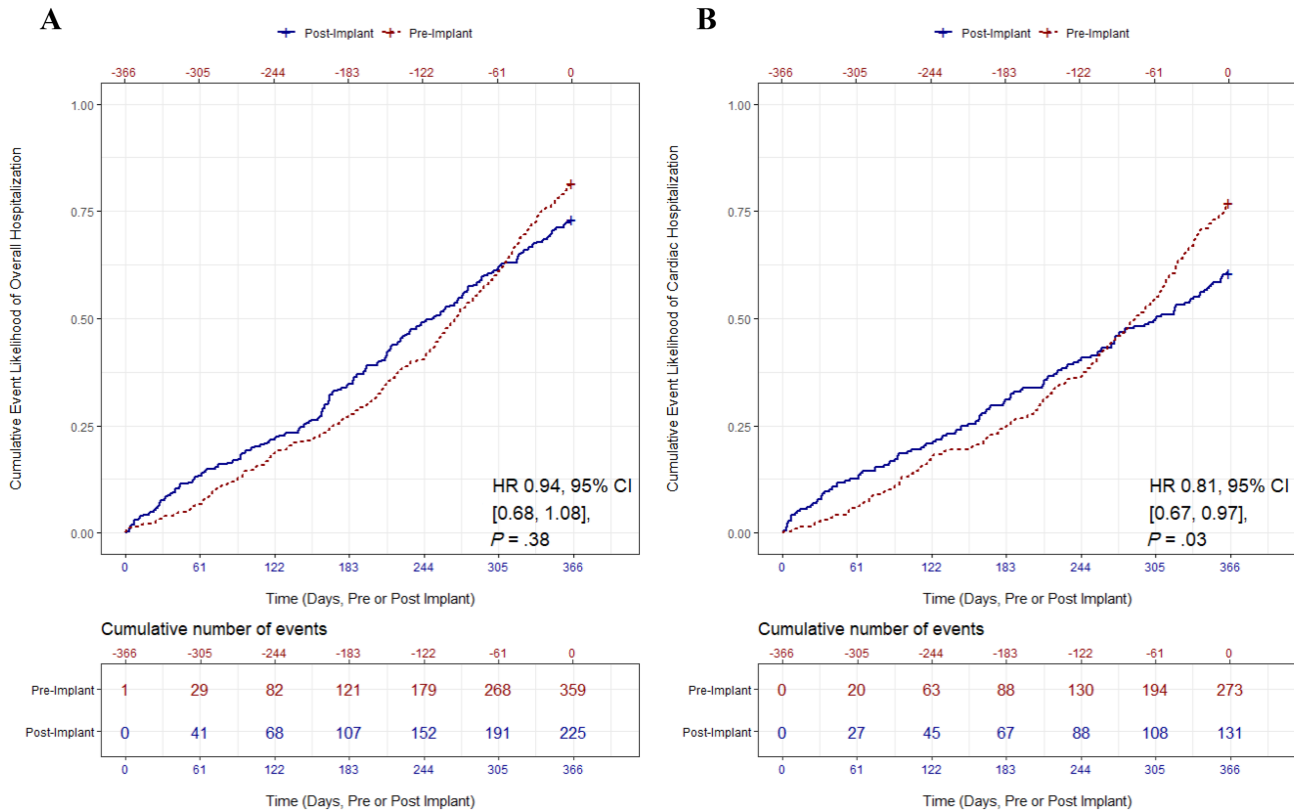 A
Post-Implant Pre-Implant
-366 -305 -244 -183 -122 -61 0
Cumulative Event Likelihood of Overall Hospitalization
1.00
0.75
0.50
0.25
0.00
HR 0.94, 95% CI
[0.68, 1.08],
P = .38
0 61 122 183 244 305 366
Time (Days, Pre or Post Implant)
Cumulative number of events
-366 -305 -244 -183 -122 -61 0
Pre-Implant 1 29 82 121 179 268 359
Post-Implant 0 41 68 107 152 191 225
0 61 122 183 244 305 366
Time (Days, Pre or Post Implant)
B
Post-Implant Pre-Implant
-366 -305 -244 -183 -122 -61 0
Cumulative Event Likelihood of Cardiac Hospitalization
1.00
0.75
0.50
0.25
0.00
HR 0.81, 95% CI
[0.67, 0.97],
P = .03
0 61 122 183 244 305 366
Time (Days, Pre or Post Implant)
Cumulative number of events
-366 -305 -244 -183 -122 -61 0
Pre-Implant 0 20 63 88 130 194 273
Post-Implant 0 27 45 67 88 108 131
0 61 122 183 244 305 366
Time (Days, Pre or Post Implant)